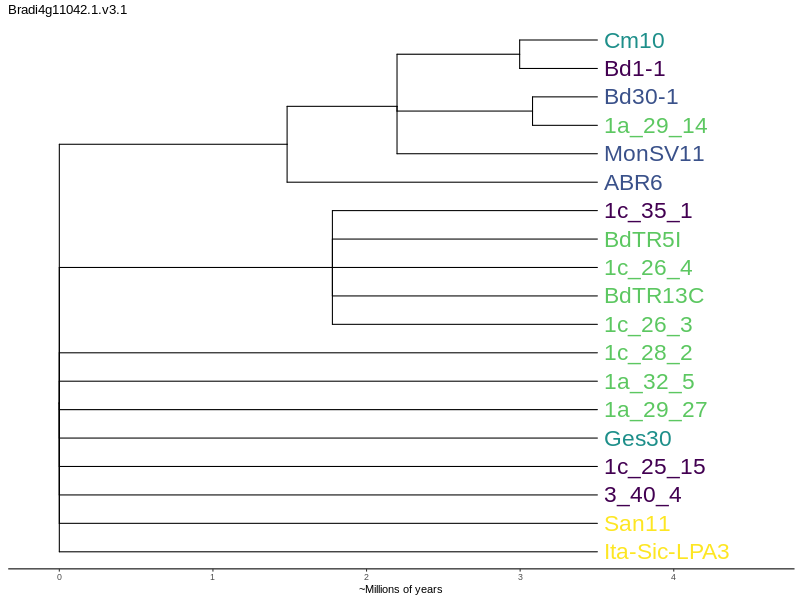 Bradi4g11042.1.v3.1
Cm10
Bd1-1
Bd30-1
1a_29_14
MonSV11
ABR6
1c_35_1
BdTR5I
1c_26_4
BdTR13C
1c_26_3
1c_28_2
1a_32_5
1a_29_27
Ges30
1c_25_15
3_40_4
San11
Ita-Sic-LPA3
0 1 2 3 4
~Millions of years